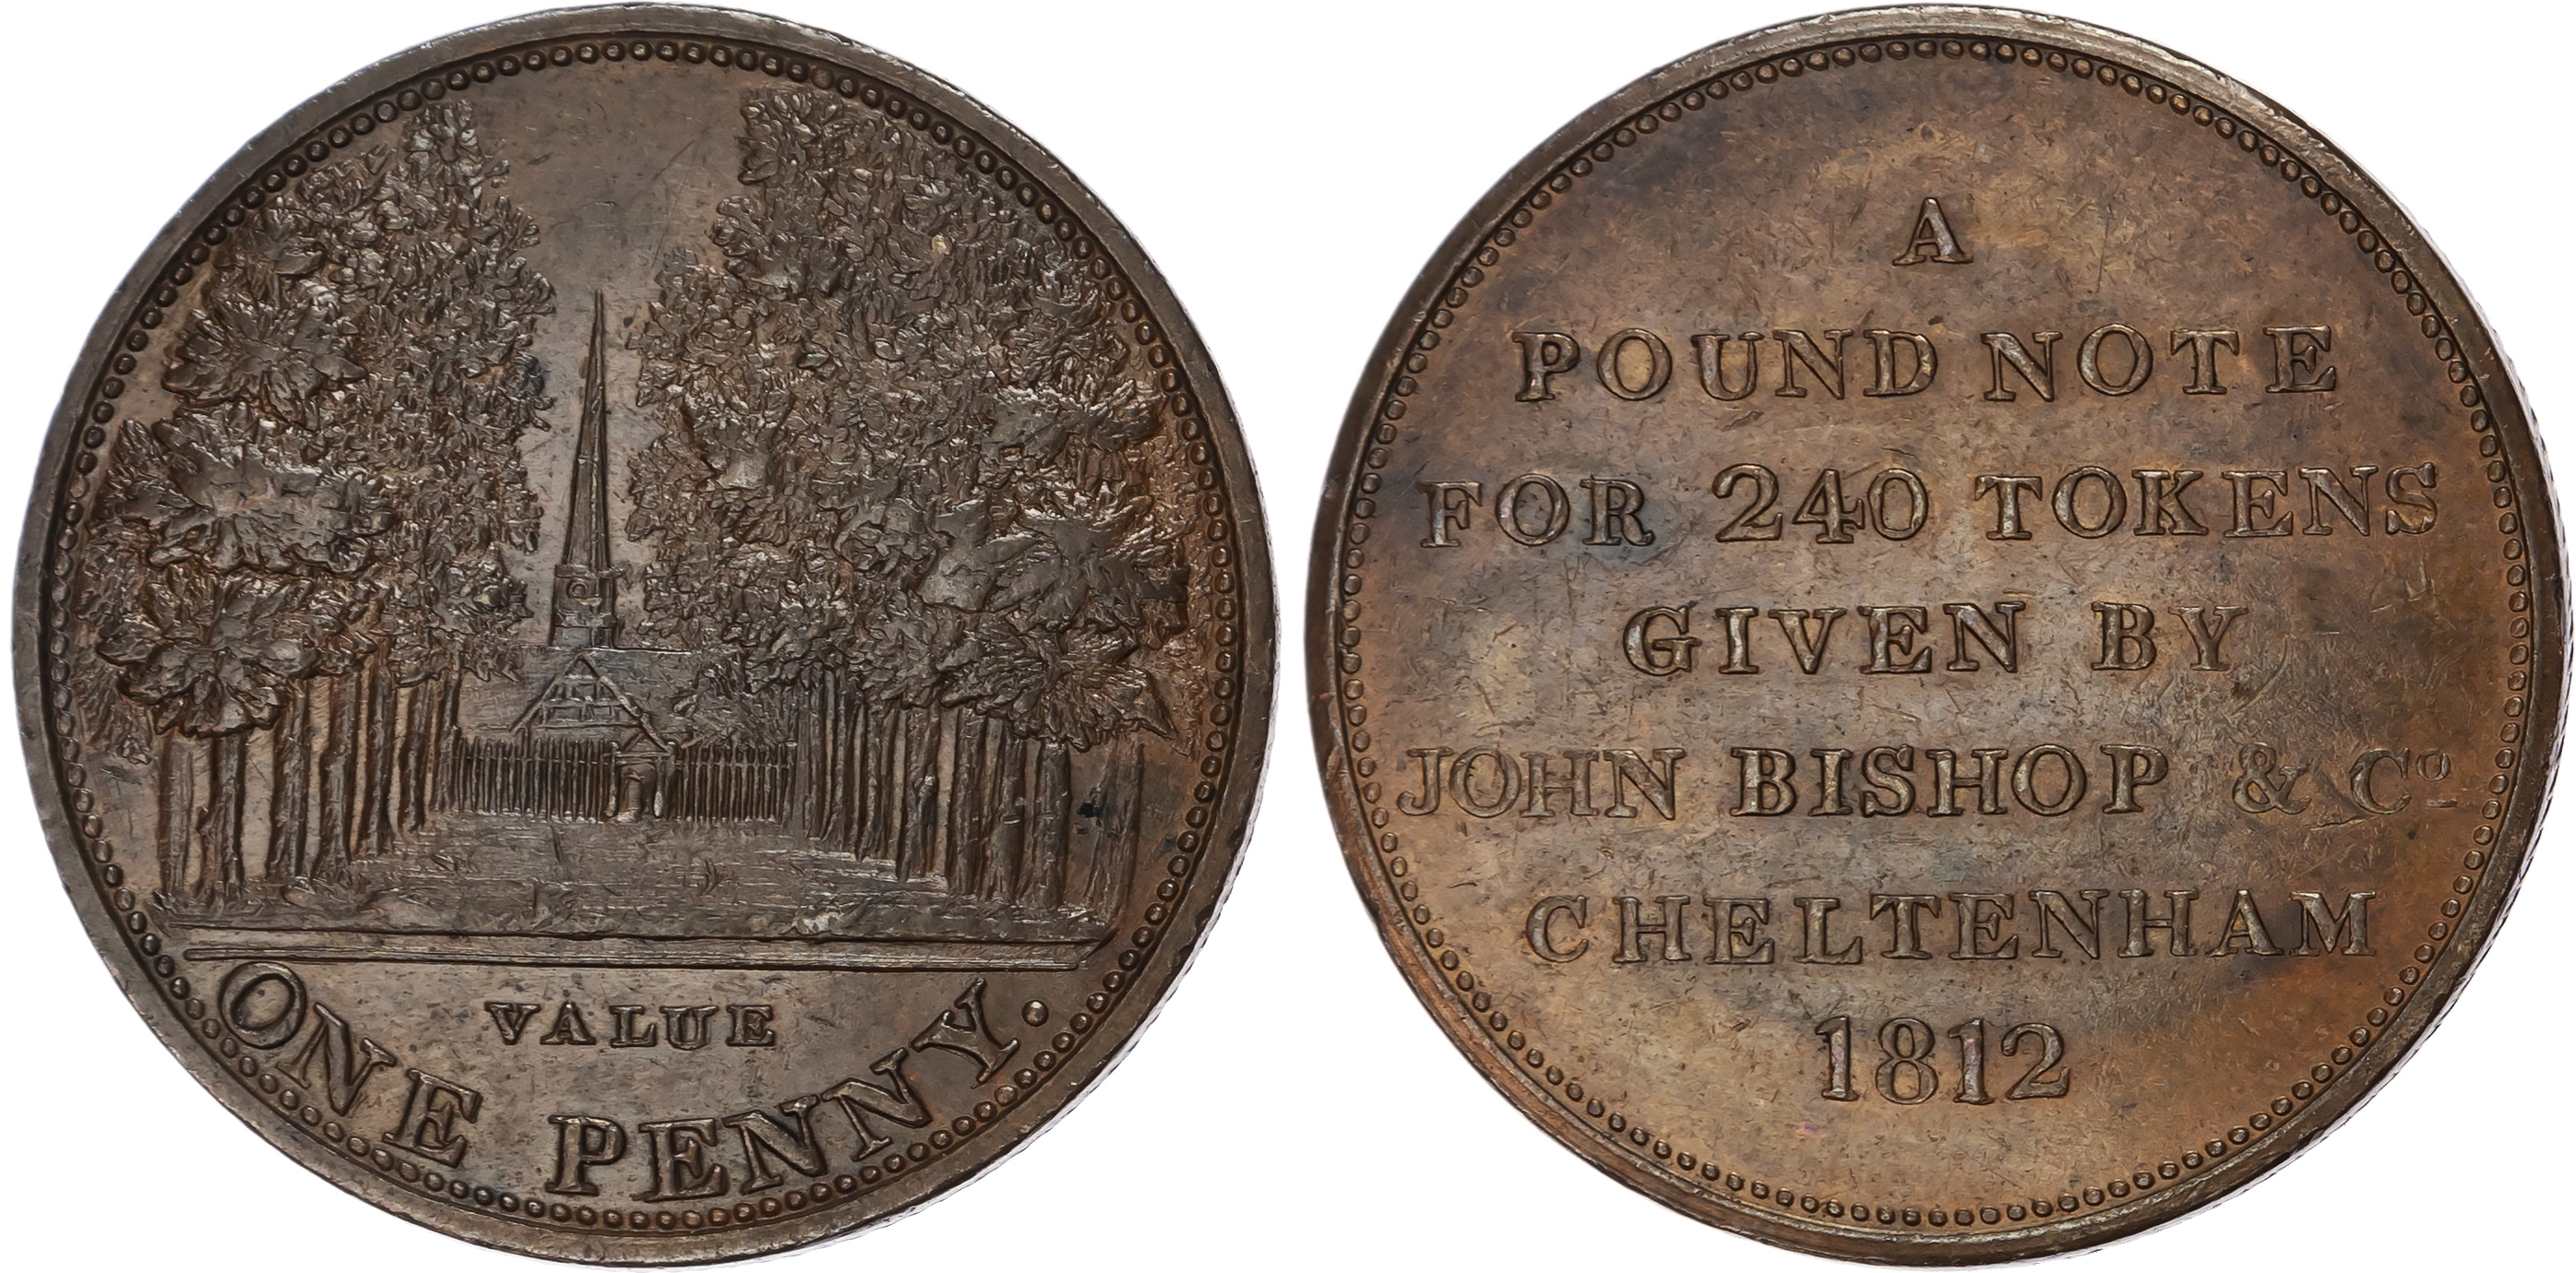 VALUE
ONE PENNY.
A
POUND NOTE
FOR 240 TOKENS
GIVEN BY
JOHN BISHOP & Cº
CHELTENHAM
1812